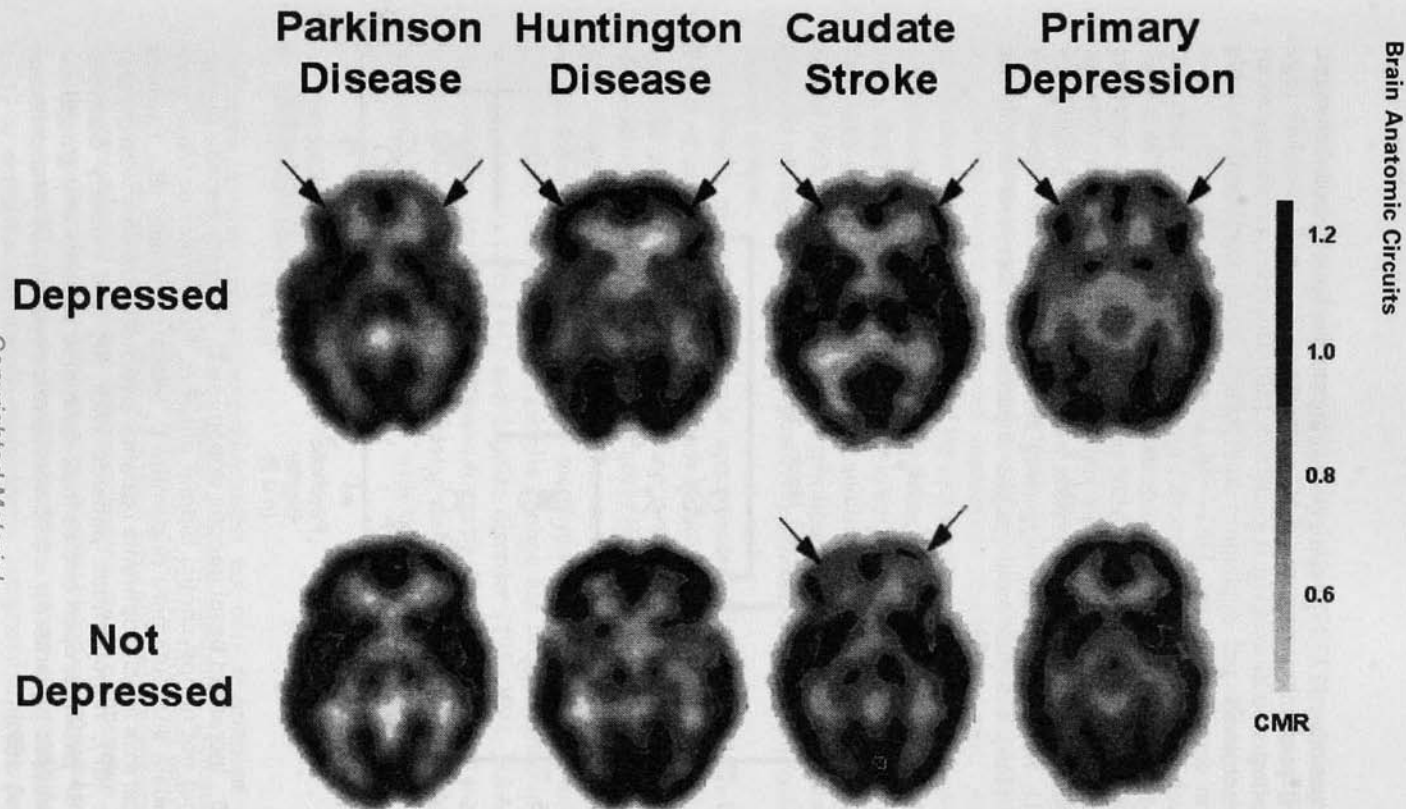 Parkinson Disease
Huntington Disease
Caudate Stroke
Primary Depression
Brain Anatomic Circuits
Depressed
Not Depressed
1.2
1.0
0.8
0.6
CMR